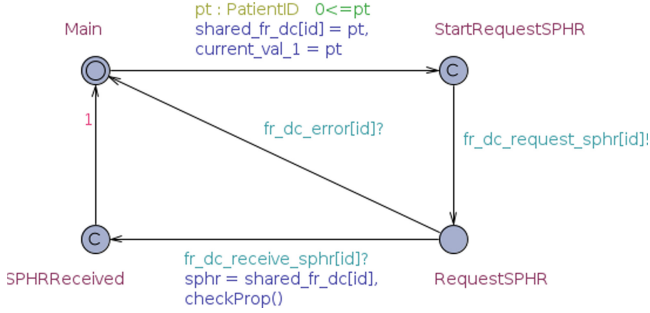 pt : PatientID 0<=pt
Main
shared_fr_dc[id] = pt,
StartRequestSPHR
current_val_1 = pt
C
1
fr_dc_error[id]?
fr_dc_request_sphr[id]!
C
fr_dc_receive_sphr[id]?
SPHRReceived
sphr = shared_fr_dc[id],
RequestSPHR
checkProp()